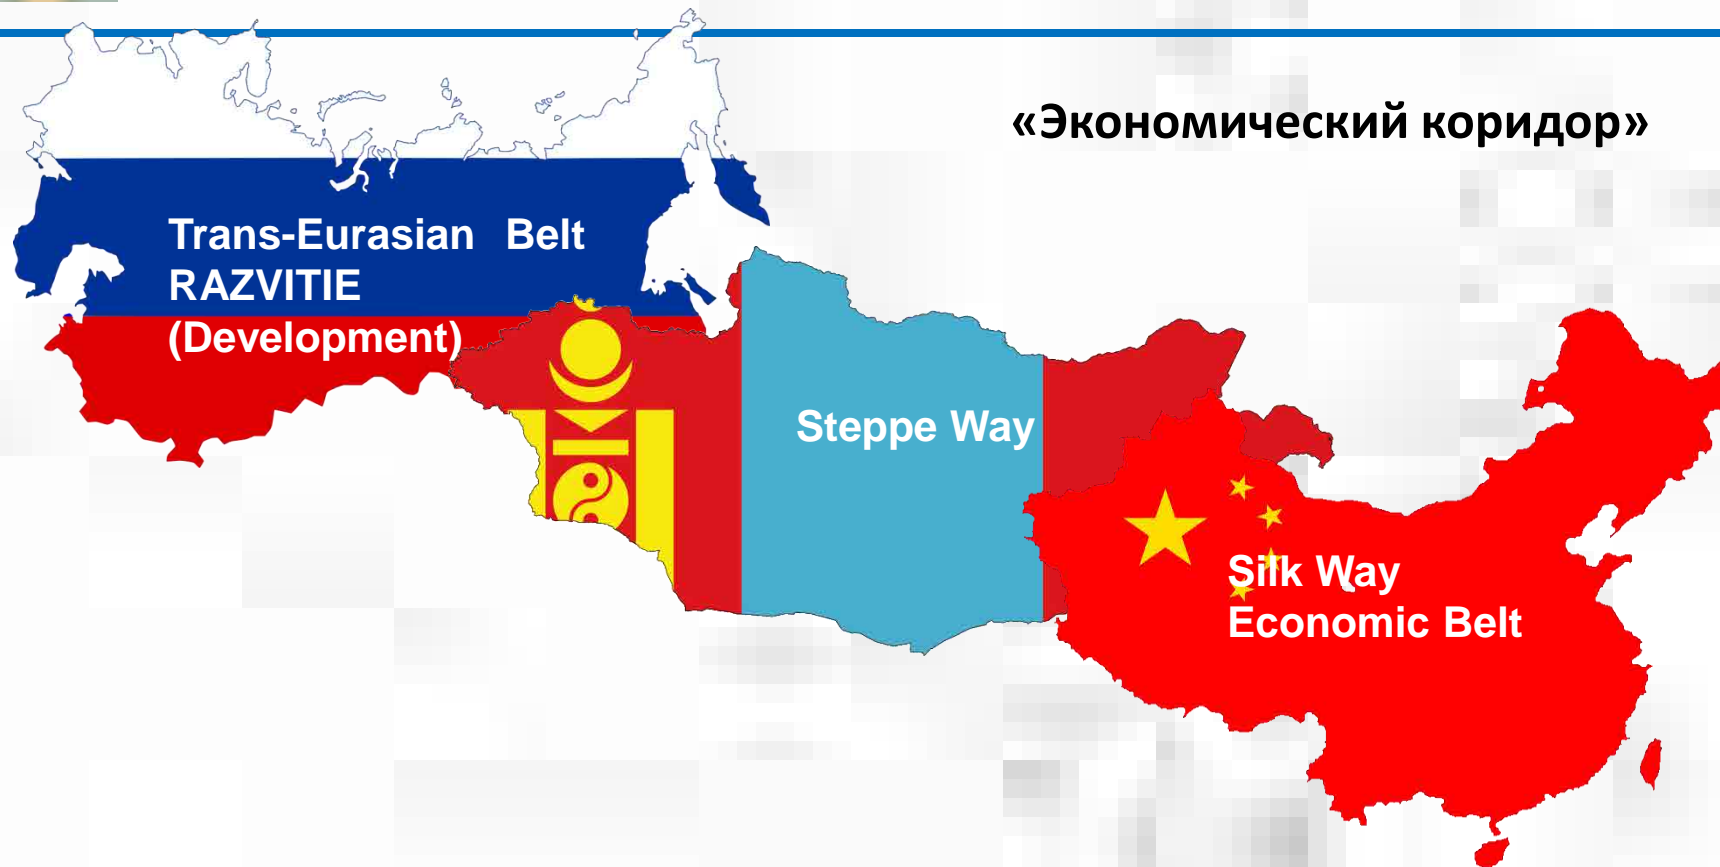 «Экономический коридор»
Trans-Eurasian Belt
RAZVITIE
(Development)
Steppe Way
Silk Way
Economic Belt